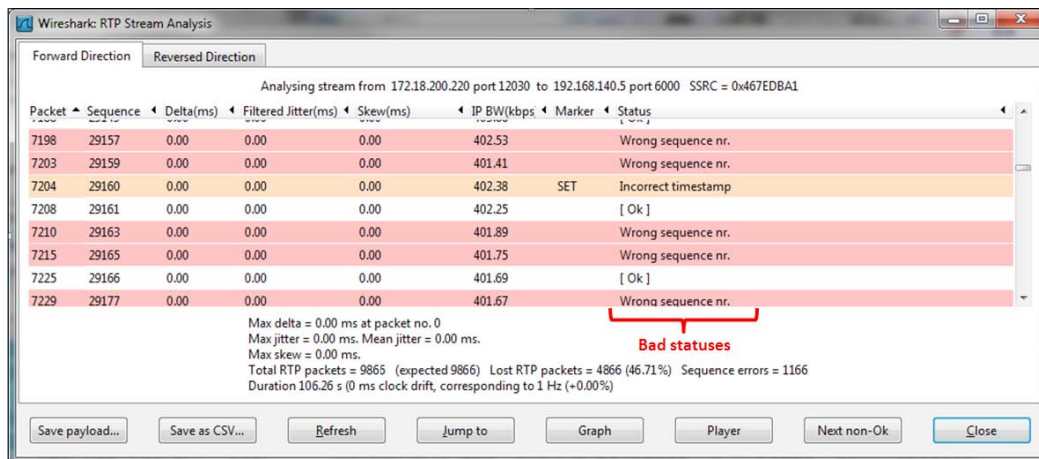 Wireshark: RTP Stream Analysis
Forward Direction Reversed Direction
Analysing stream from 172.18.200.220 port 12030 to 192.168.140.5 port 6000 SSRC = 0x467EDBA1
Packet Sequence Delta(ms) Filtered Jitter(ms) Skew(ms) IP BW(kbps) Marker Status
7198 29157 0.00 0.00 0.00 402.53 Wrong sequence nr.
7203 29159 0.00 0.00 0.00 401.41 Wrong sequence nr.
7204 29160 0.00 0.00 0.00 402.38 SET Incorrect timestamp
7208 29161 0.00 0.00 0.00 402.25 [ Ok ]
7210 29163 0.00 0.00 0.00 401.89 Wrong sequence nr.
7215 29165 0.00 0.00 0.00 401.75 Wrong sequence nr.
7225 29166 0.00 0.00 0.00 401.69 [ Ok ]
7229 29177 0.00 0.00 0.00 401.67 Wrong sequence nr.
Max delta = 0.00 ms at packet no. 0
Max jitter = 0.00 ms. Mean jitter = 0.00 ms.
Max skew = 0.00 ms.
Total RTP packets = 9865 (expected 9866) Lost RTP packets = 4866 (46.71%) Sequence errors = 1166
Duration 106.26 s (0 ms clock drift, corresponding to 1 Hz (+0.00%)
Bad statuses
Save payload... Save as CSV... Refresh Jump to Graph Player Next non-Ok Close